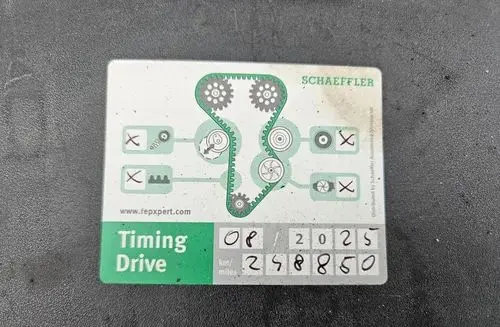 SCHAEFFLER
X X
X X
www.repxpert.com
Timing Drive
08 / 2025
km/miles 248850